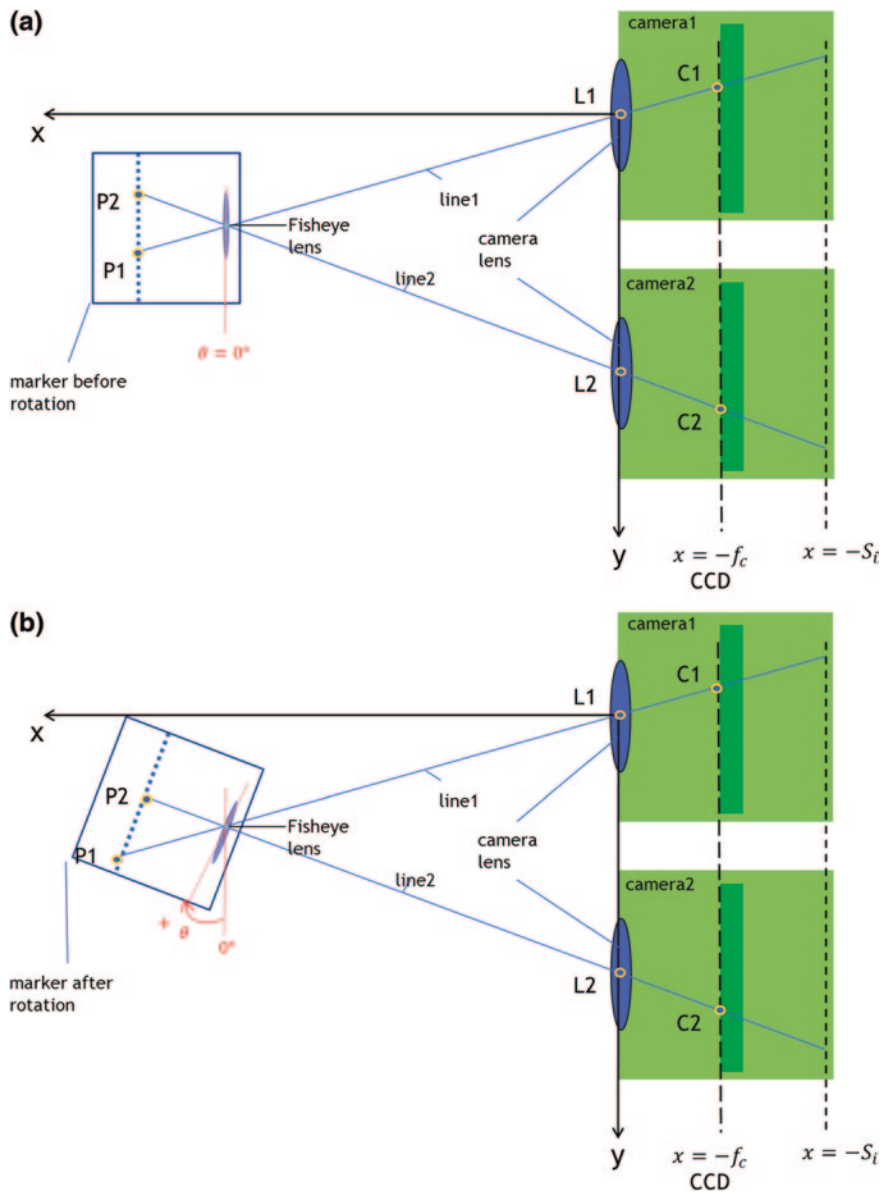 (a)
camera1
C1
L1
x
P2
line1
Fisheye
lens
camera
lens
P1
camera2
line2
θ = 0°
L2
marker before
rotation
C2
y
x = −f_c
CCD
x = −S_i
(b)
camera1
C1
L1
x
P2
line1
Fisheye
lens
P1
camera
lens
line2
camera2
+
θ
0°
marker after
rotation
L2
C2
y
x = −f_c
CCD
x = −S_i